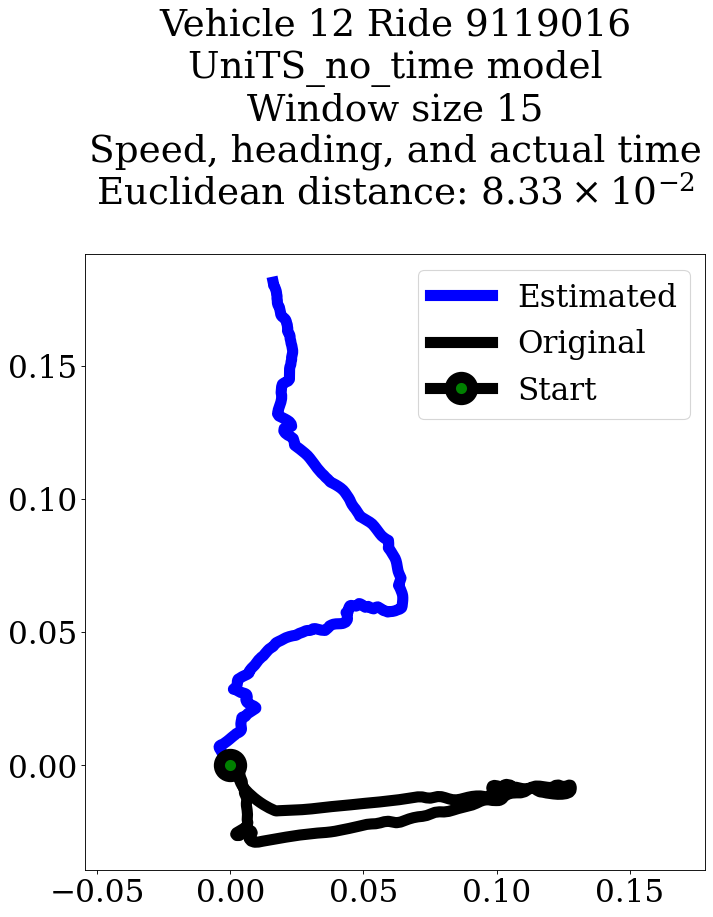 Vehicle 12 Ride 9119016
UniTS_no_time model
Window size 15
Speed, heading, and actual time
Euclidean distance: 8.33 × 10⁻²
Estimated
Original
Start
0.15
0.10
0.05
0.00
−0.05 0.00 0.05 0.10 0.15